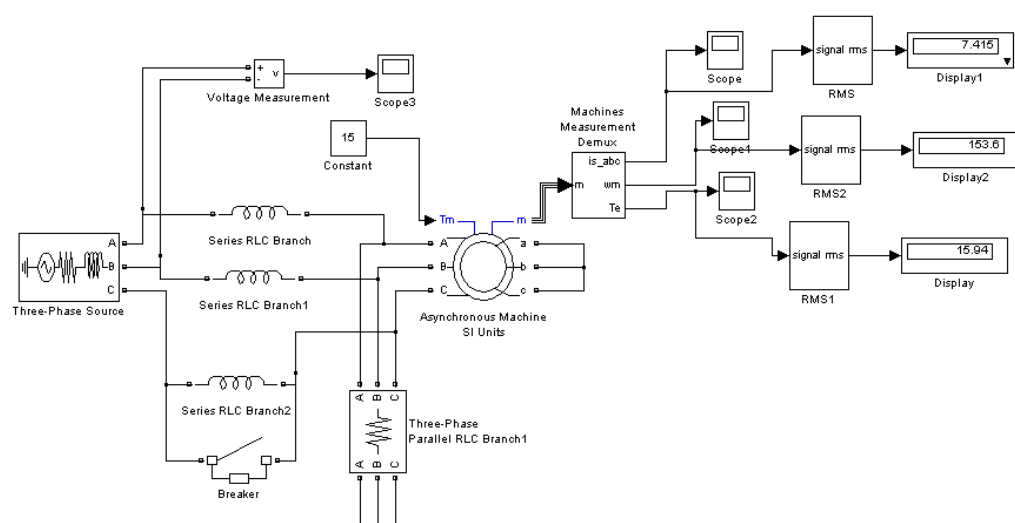 +
-
v
Voltage Measurement
Scope3
15
Constant
Scope
signal rms
RMS
7.415
Display1
Machines
Measurement
Demux
is_abc
m
wm
Te
Scope1
signal rms
RMS2
153.6
Display2
Scope2
signal rms
RMS1
15.94
Display
A
B
C
Three-Phase Source
Series RLC Branch
Series RLC Branch1
Tm
m
A
B
C
a
b
c
Asynchronous Machine
SI Units
Series RLC Branch2
Breaker
A
B
C
A
B
C
Three-Phase
Parallel RLC Branch1